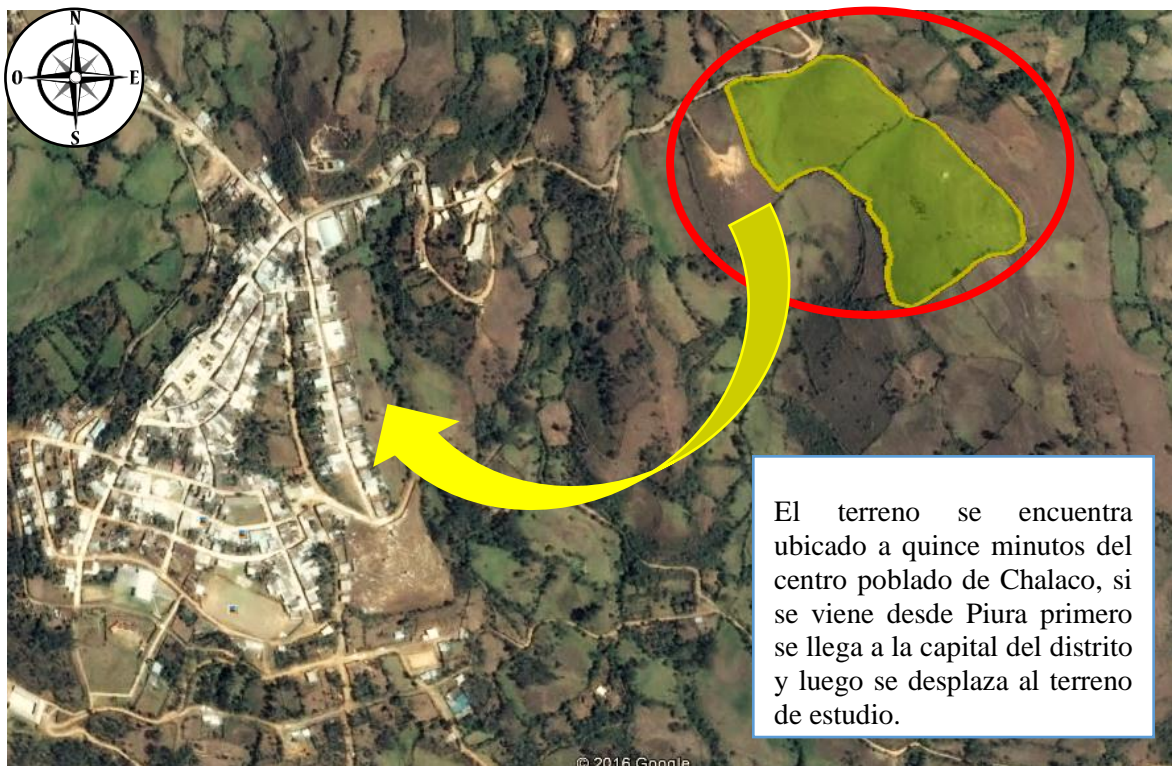 N
O
E
S
El terreno se encuentra
ubicado a quince minutos del
centro poblado de Chalaco, si
se viene desde Piura primero
se llega a la capital del distrito
y luego se desplaza al terreno
de estudio.
© 2016 Google